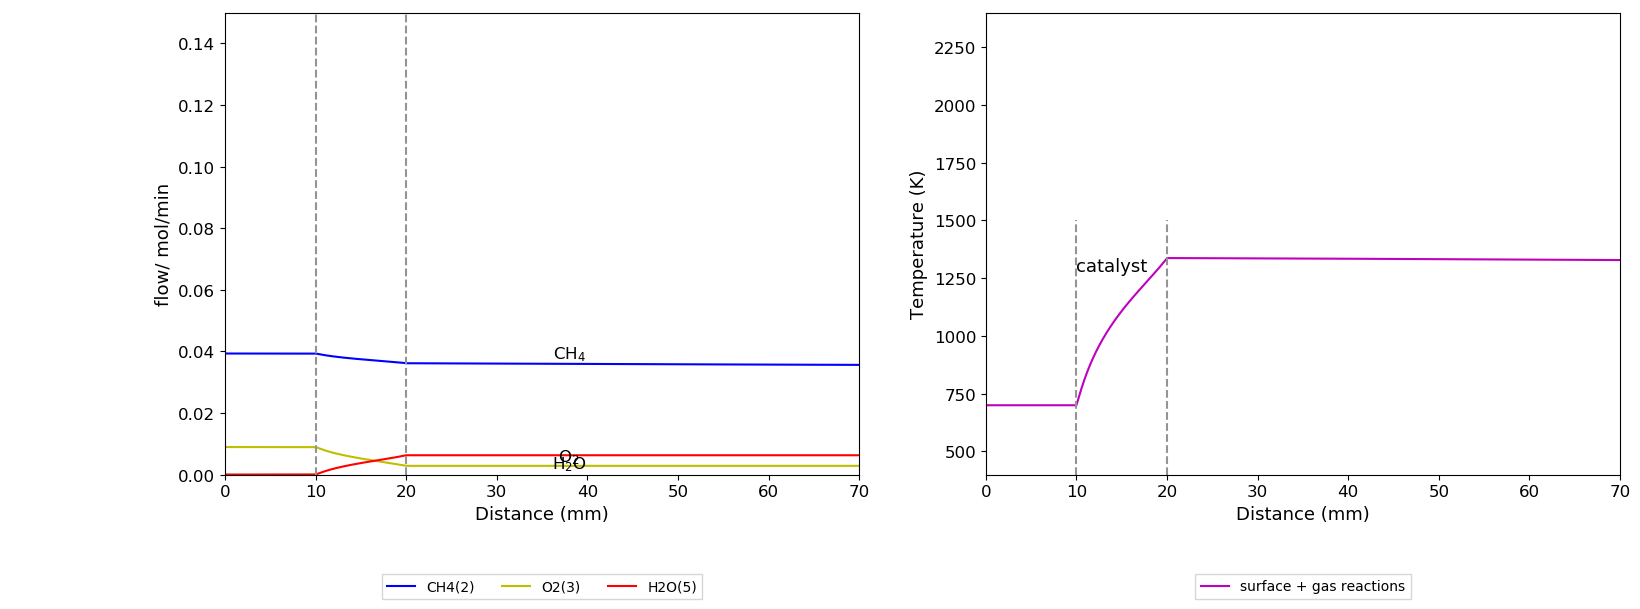 0.14
0.12
0.10
0.08
0.06
0.04
0.02
0.00
flow/ mol/min
CH₄
O₂
H₂O
0 10 20 30 40 50 60 70
Distance (mm)
CH4(2) O2(3) H2O(5)
2250
2000
1750
1500
1250
1000
750
500
Temperature (K)
catalyst
0 10 20 30 40 50 60 70
Distance (mm)
surface + gas reactions